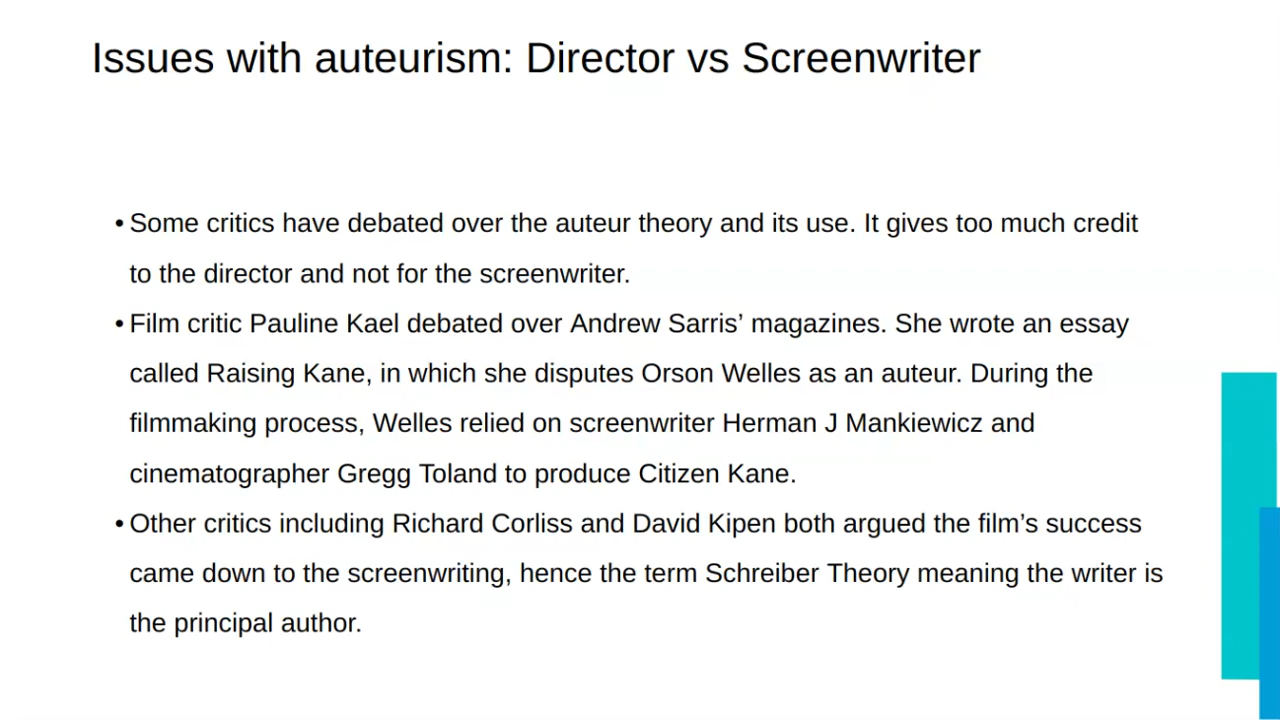 Issues with auteurism: Director vs Screenwriter
• Some critics have debated over the auteur theory and its use. It gives too much credit
to the director and not for the screenwriter.
• Film critic Pauline Kael debated over Andrew Sarris’ magazines. She wrote an essay
called Raising Kane, in which she disputes Orson Welles as an auteur. During the
filmmaking process, Welles relied on screenwriter Herman J Mankiewicz and
cinematographer Gregg Toland to produce Citizen Kane.
• Other critics including Richard Corliss and David Kipen both argued the film’s success
came down to the screenwriting, hence the term Schreiber Theory meaning the writer is
the principal author.